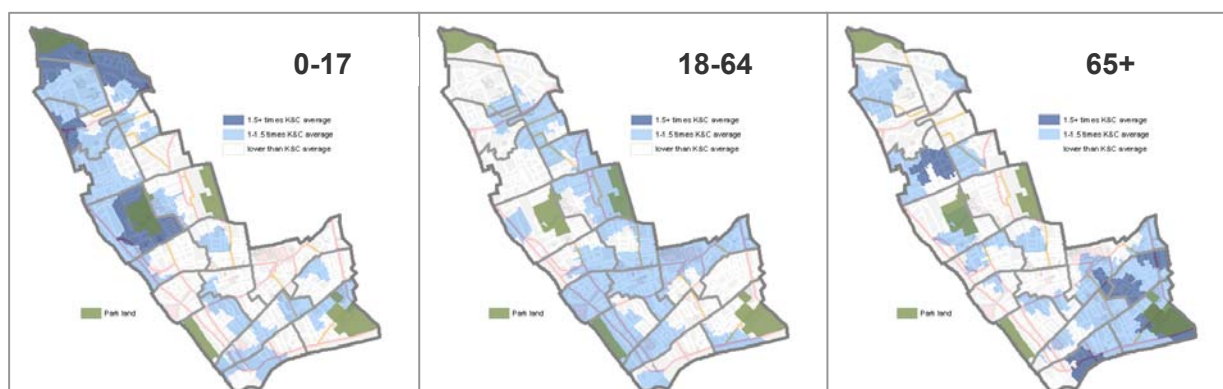 0-17
1.5+ times K&C average
1-1.5 times K&C average
lower than K&C average
Park land
18-64
1.5+ times K&C average
1-1.5 times K&C average
lower than K&C average
Park land
65+
1.5+ times K&C average
1-1.5 times K&C average
lower than K&C average
Park land